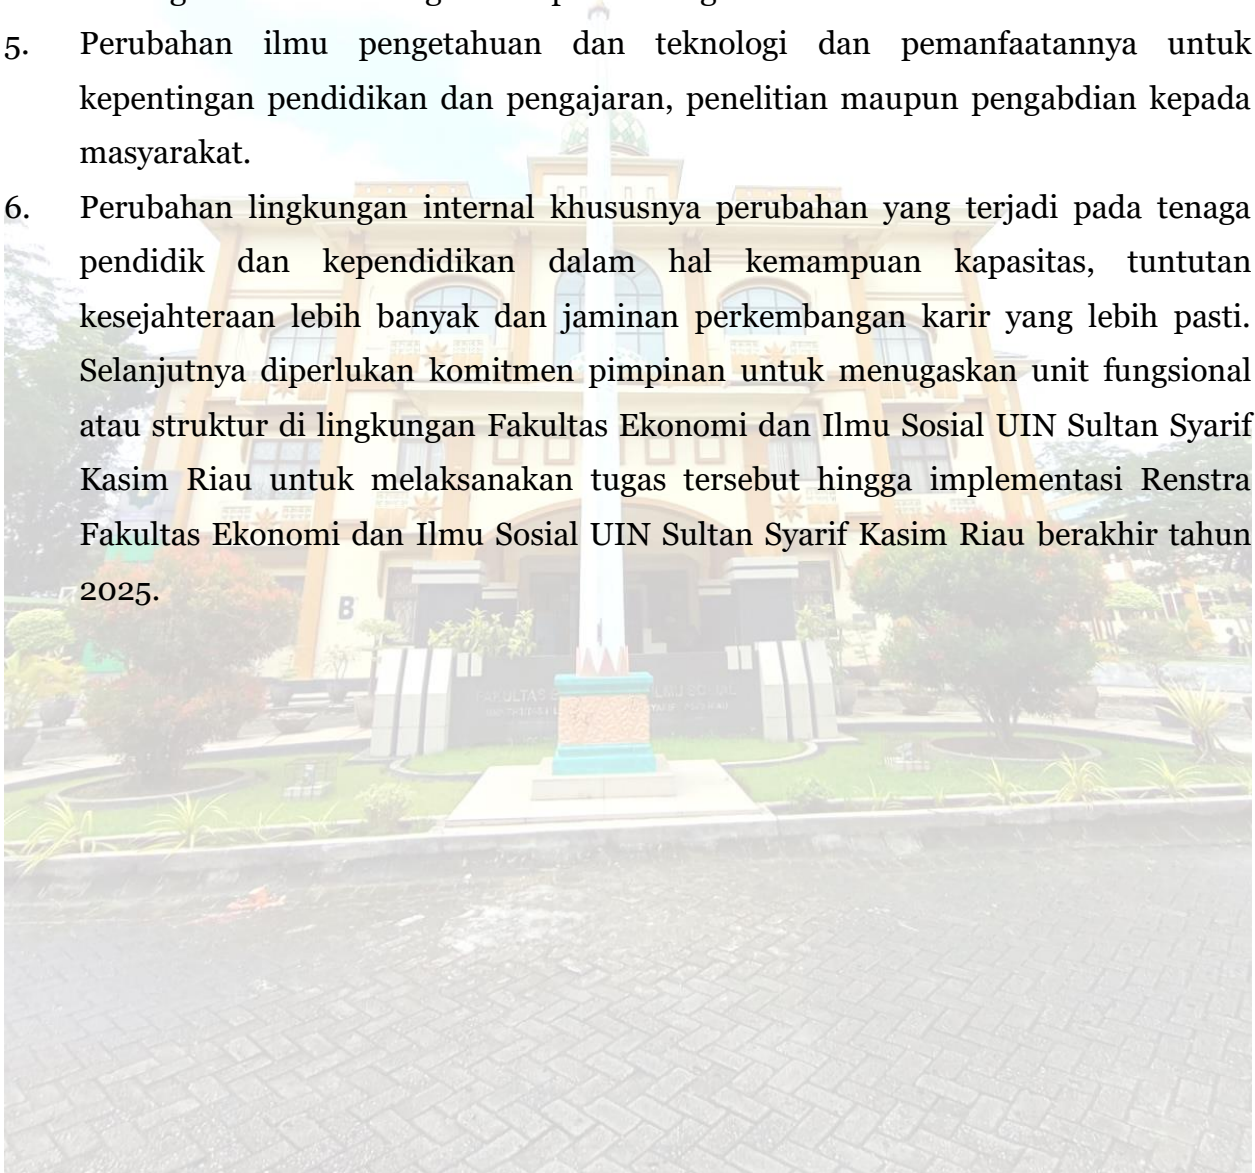 5. Perubahan ilmu pengetahuan dan teknologi dan pemanfaatannya untuk
kepentingan pendidikan dan pengajaran, penelitian maupun pengabdian kepada
masyarakat.
6. Perubahan lingkungan internal khususnya perubahan yang terjadi pada tenaga
pendidik dan kependidikan dalam hal kemampuan kapasitas, tuntutan
kesejahteraan lebih banyak dan jaminan perkembangan karir yang lebih pasti.
Selanjutnya diperlukan komitmen pimpinan untuk menugaskan unit fungsional
atau struktur di lingkungan Fakultas Ekonomi dan Ilmu Sosial UIN Sultan Syarif
Kasim Riau untuk melaksanakan tugas tersebut hingga implementasi Renstra
Fakultas Ekonomi dan Ilmu Sosial UIN Sultan Syarif Kasim Riau berakhir tahun
2025.
B
FAKULTAS